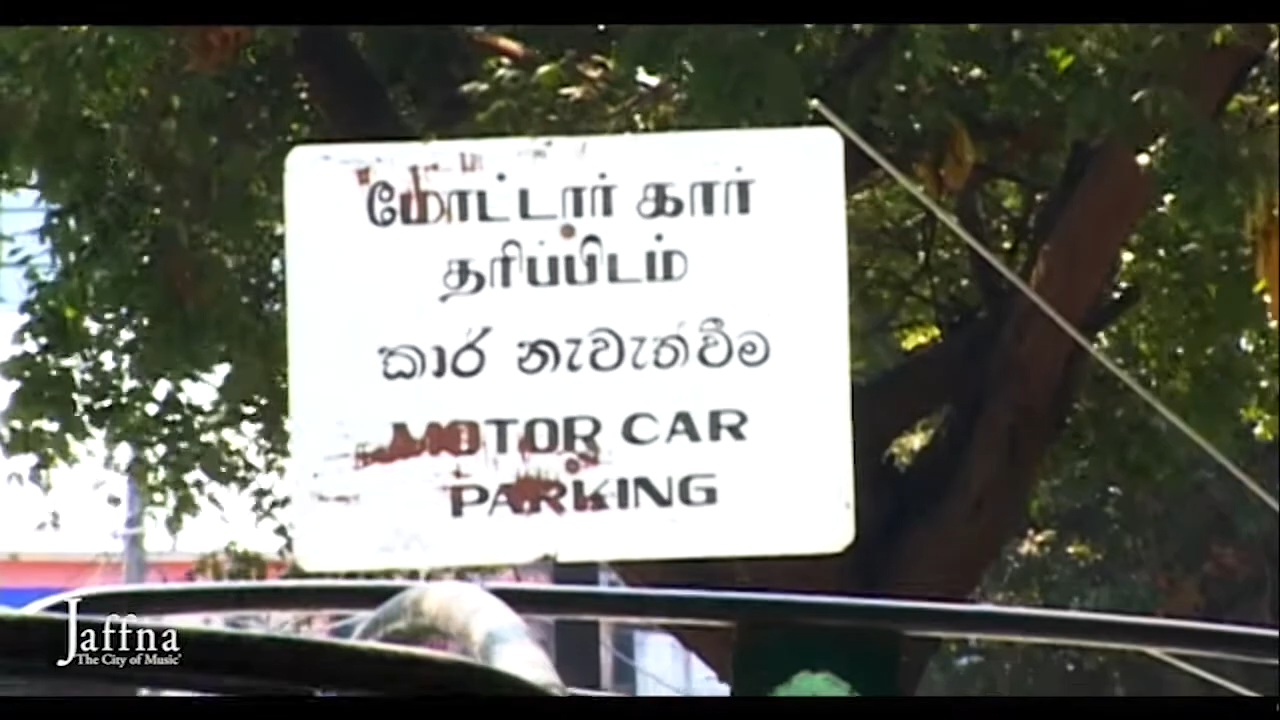 மோட்டார் கார்
தரிப்பிடம்
කාර් නැවැත්වීම
MOTOR CAR
PARKING
Jaffna
The City of Music